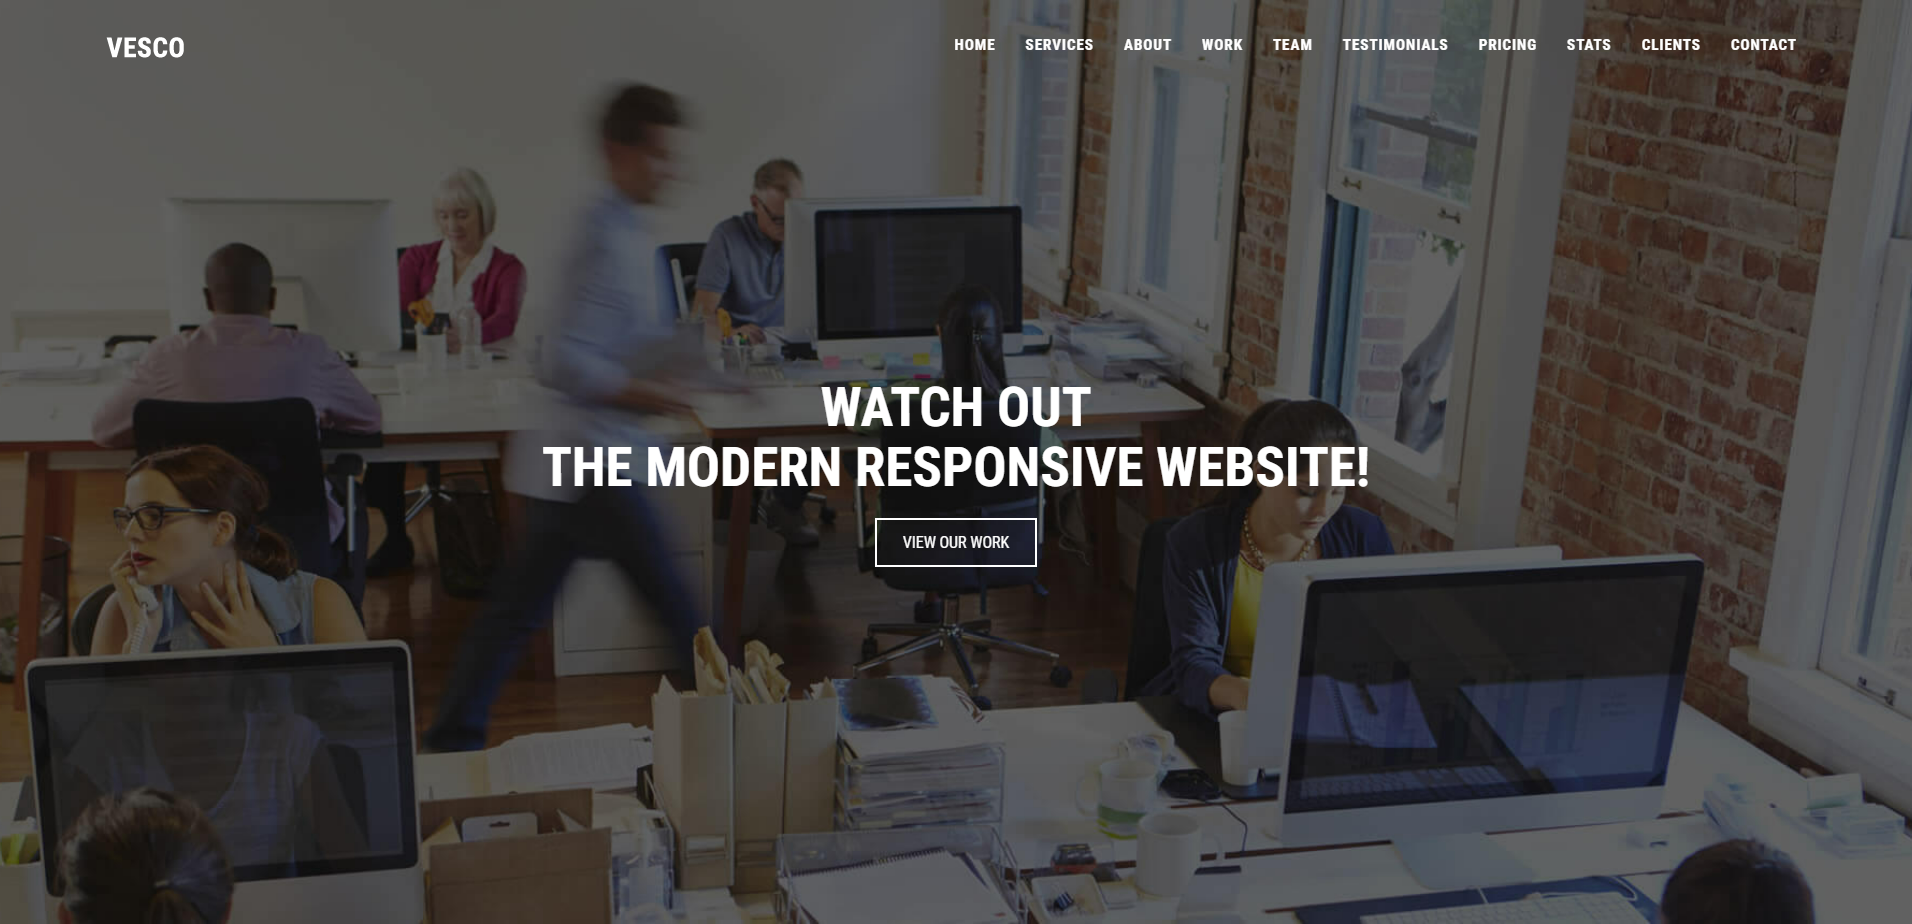 VESCO
HOME SERVICES ABOUT WORK TEAM TESTIMONIALS PRICING STATS CLIENTS CONTACT
WATCH OUT
THE MODERN RESPONSIVE WEBSITE!
VIEW OUR WORK